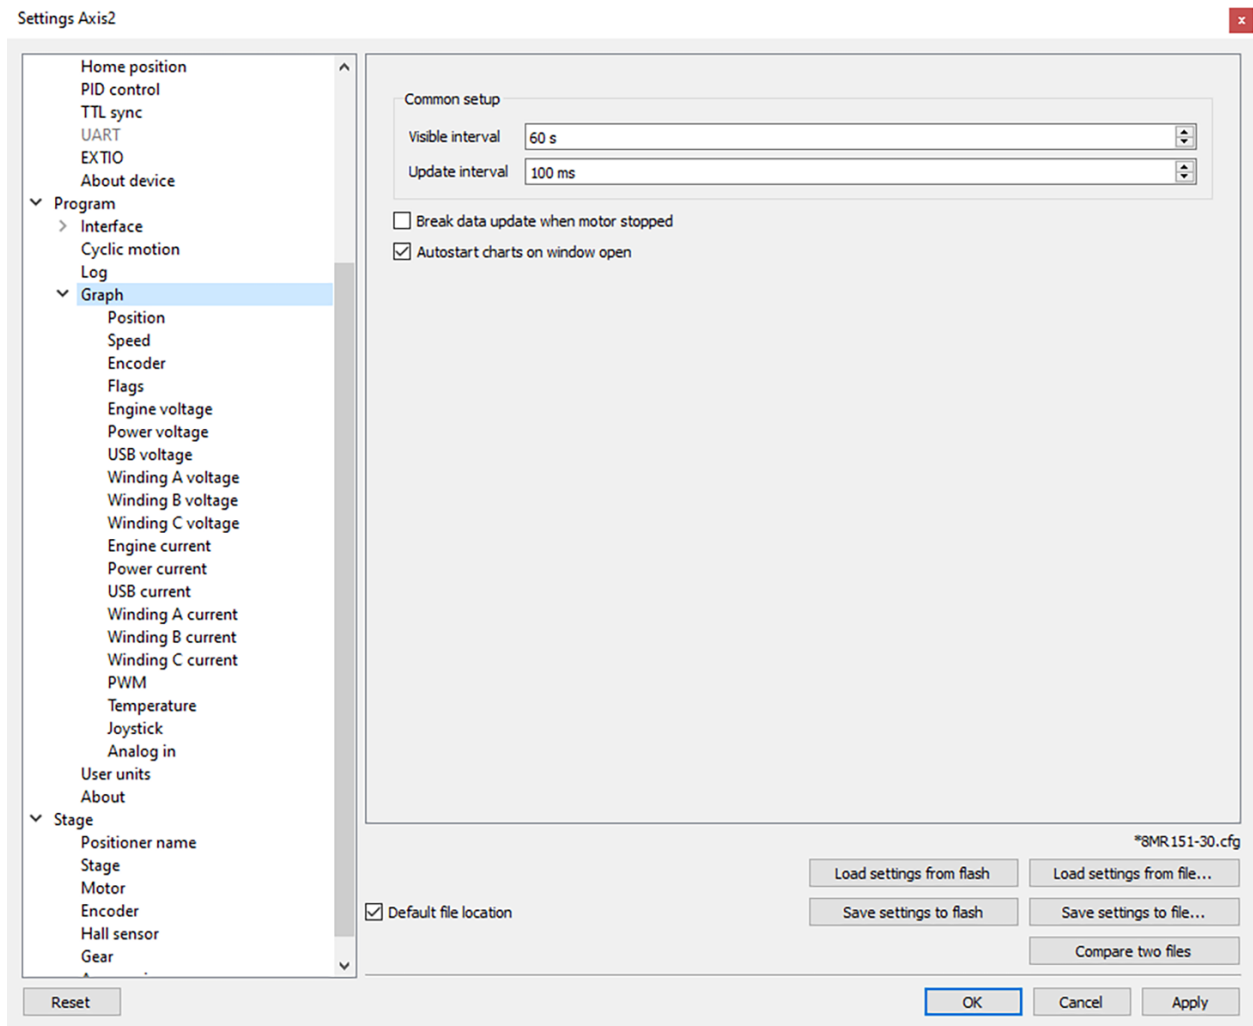 Settings Axis2
x
Home position
PID control
TTL sync
UART
EXTIO
About device
Program
Interface
Cyclic motion
Log
Graph
Position
Speed
Encoder
Flags
Engine voltage
Power voltage
USB voltage
Winding A voltage
Winding B voltage
Winding C voltage
Engine current
Power current
USB current
Winding A current
Winding B current
Winding C current
PWM
Temperature
Joystick
Analog in
User units
About
Stage
Positioner name
Stage
Motor
Encoder
Hall sensor
Gear
Common setup
Visible interval 60 s
Update interval 100 ms
Break data update when motor stopped
Autostart charts on window open
*8MR151-30.cfg
Load settings from flash Load settings from file...
Default file location Save settings to flash Save settings to file...
Compare two files
Reset OK Cancel Apply